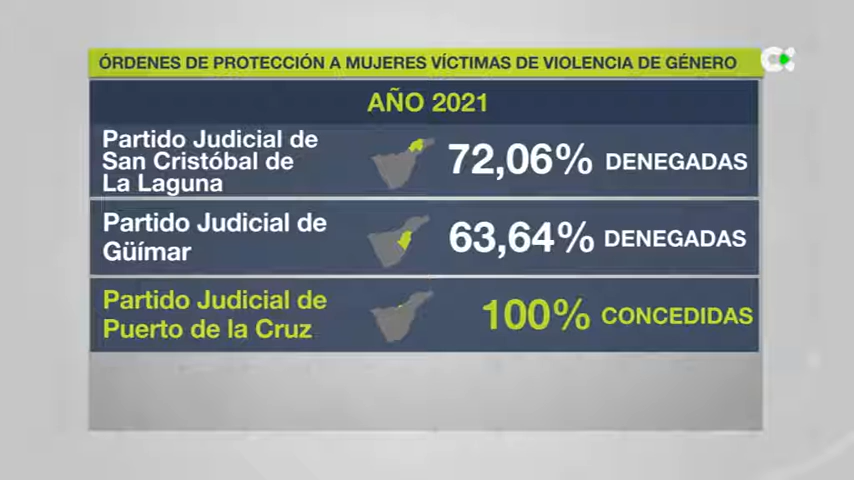 ÓRDENES DE PROTECCIÓN A MUJERES VÍCTIMAS DE VIOLENCIA DE GÉNERO
AÑO 2021
Partido Judicial de
San Cristóbal de
La Laguna
72,06% DENEGADAS
Partido Judicial de
Güímar
63,64% DENEGADAS
Partido Judicial de
Puerto de la Cruz
100% CONCEDIDAS